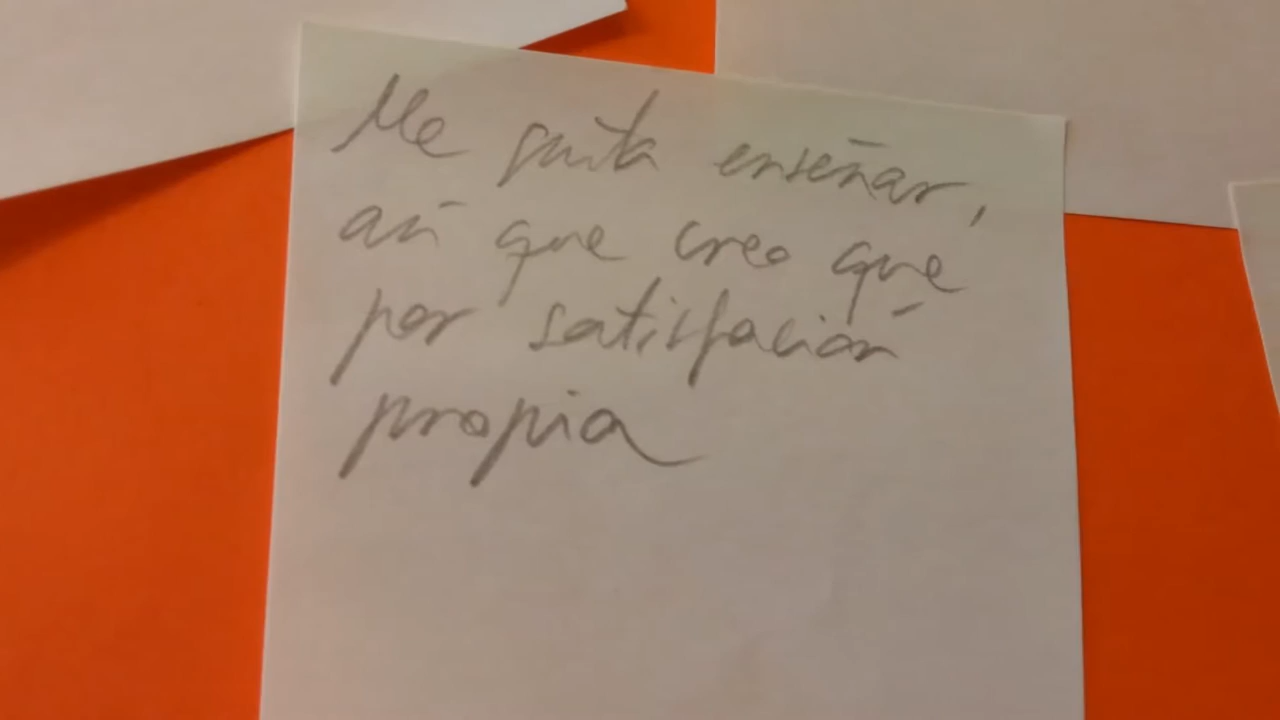 Me gusta enseñar,
así que creo que
por satisfación
propia